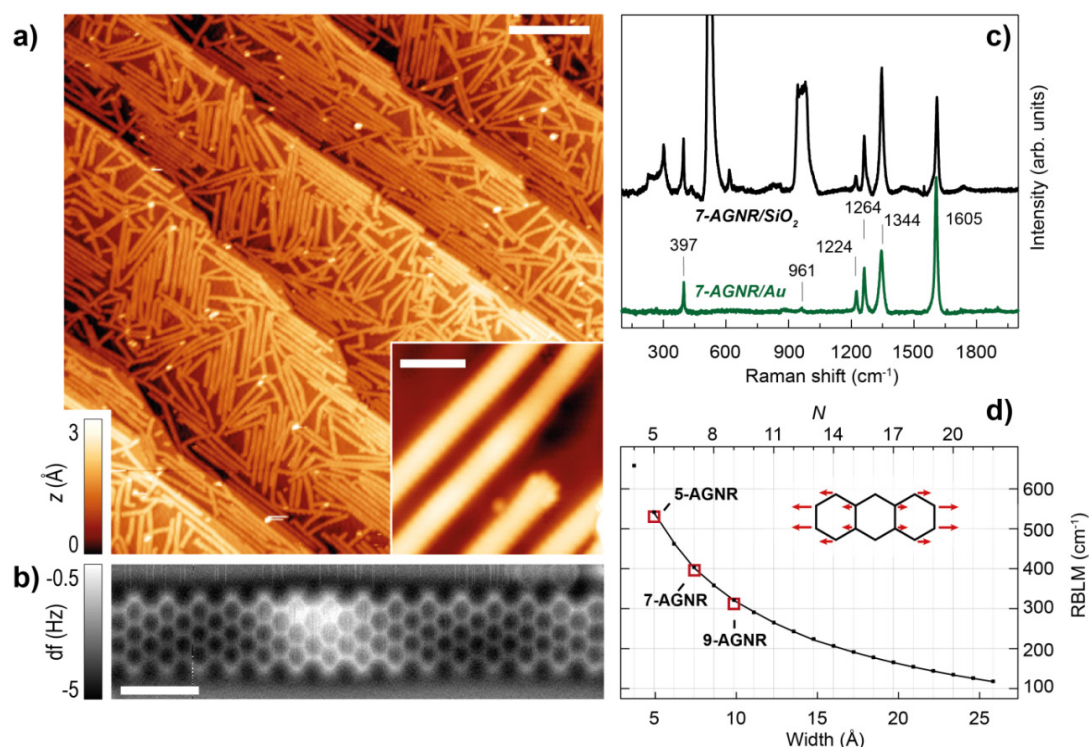 a)
3
z (Å)
0
b)
-0.5
df (Hz)
-5
c)
Intensity (arb. units)
7-AGNR/SiO₂
1264
1344
1605
397
961
1224
7-AGNR/Au
300 600 900 1200 1500 1800
Raman shift (cm⁻¹)
d)
N
5 8 11 14 17 20
5-AGNR
7-AGNR
9-AGNR
600
500
400
300
200
100
RBLM (cm⁻¹)
5 10 15 20 25
Width (Å)